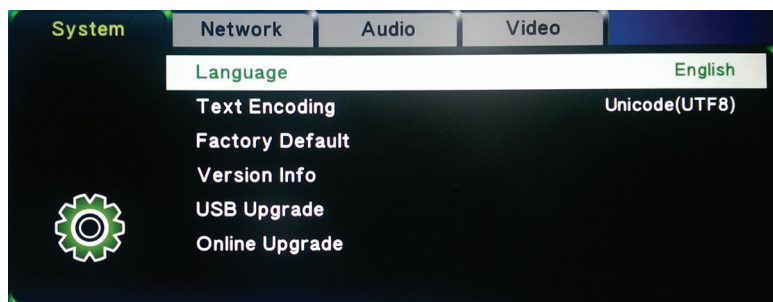 System Network Audio Video
Language English
Text Encoding Unicode(UTF8)
Factory Default
Version Info
USB Upgrade
Online Upgrade